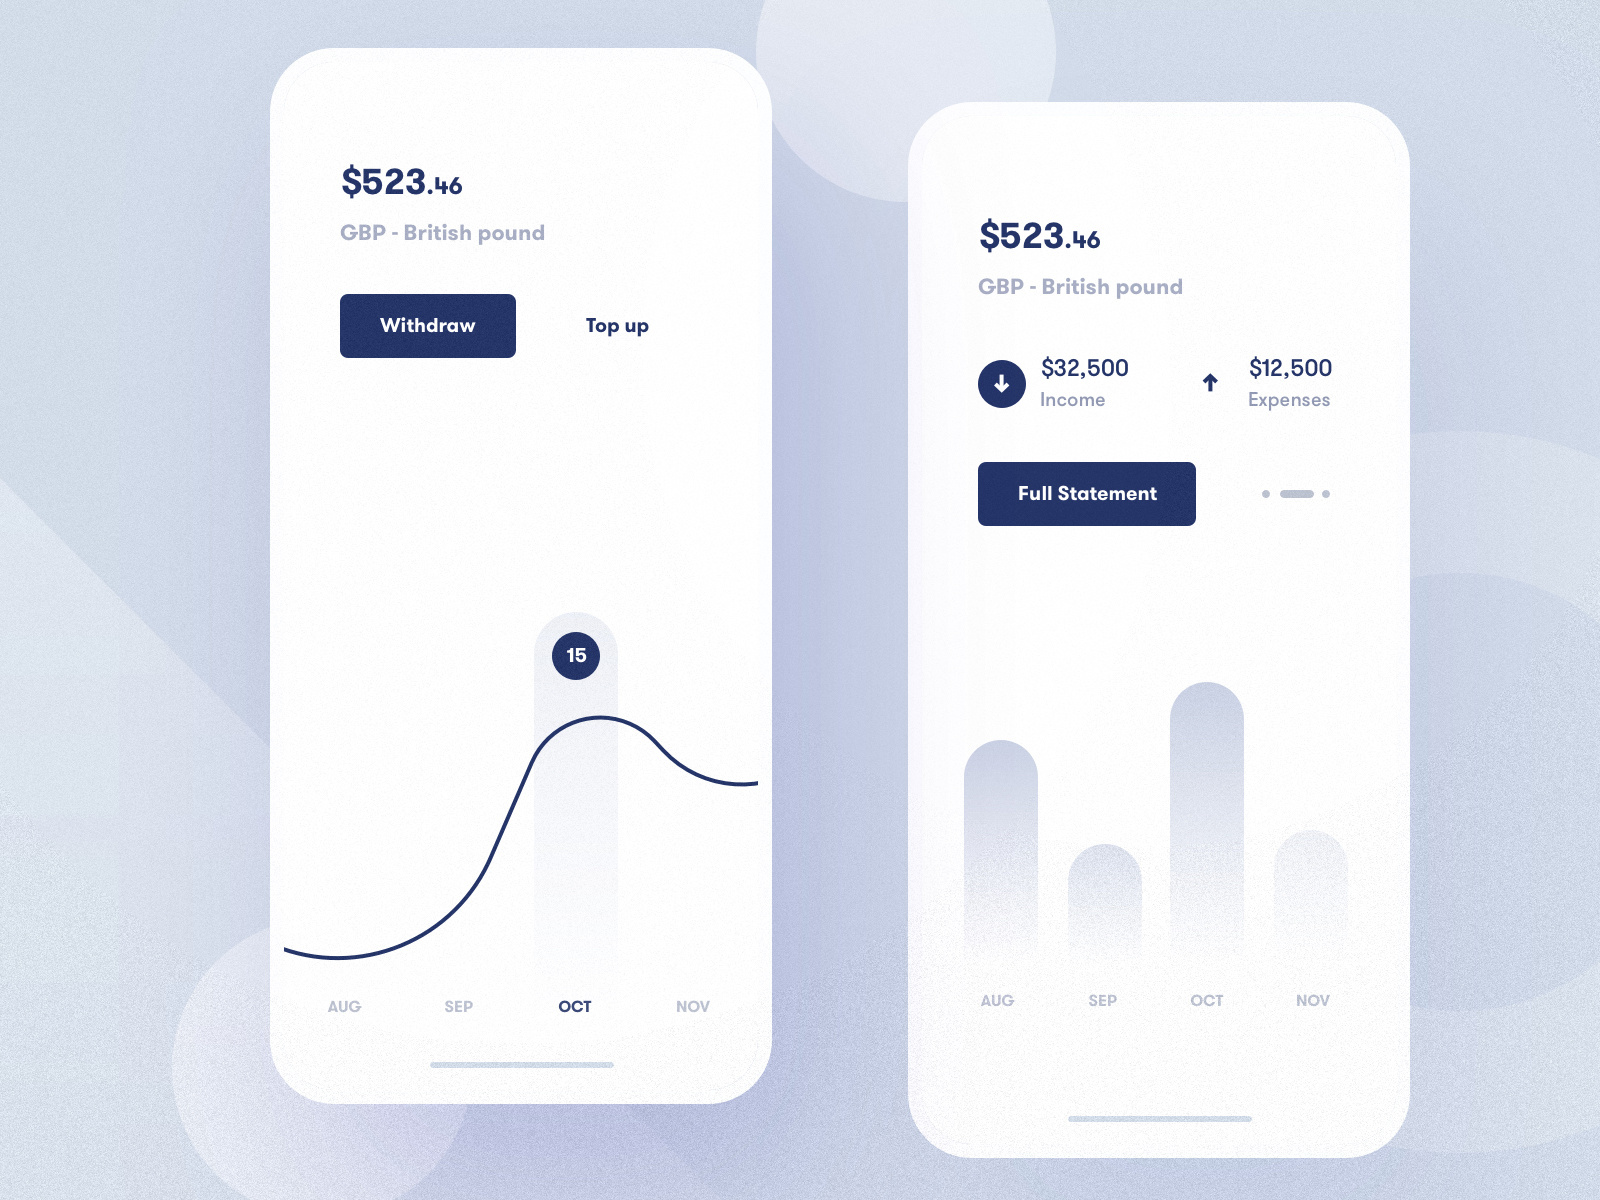 $523.46
GBP - British pound
Withdraw
Top up
15
AUG SEP OCT NOV
$523.46
GBP - British pound
$32,500
Income
$12,500
Expenses
Full Statement
AUG SEP OCT NOV